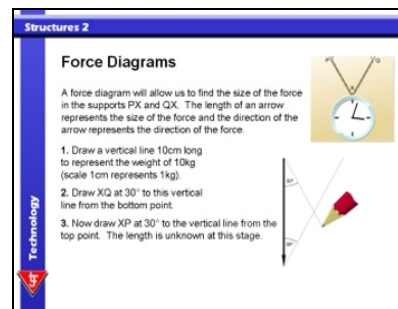 Structures 2
Force Diagrams
A force diagram will allow us to find the size of the force
in the supports PX and QX. The length of an arrow
represents the size of the force and the direction of the
arrow represents the direction of the force.
1. Draw a vertical line 10cm long
to represent the weight of 10kg
(scale 1cm represents 1kg).
2. Draw XQ at 30° to this vertical
line from the bottom point.
3. Now draw XP at 30° to the vertical line from the
top point. The length is unknown at this stage.
Technology
P
Q
X
30°
30°